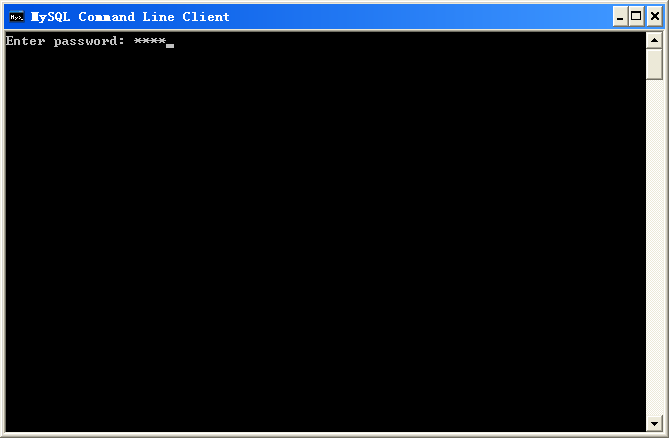 MySQL Command Line Client
Enter password: ****